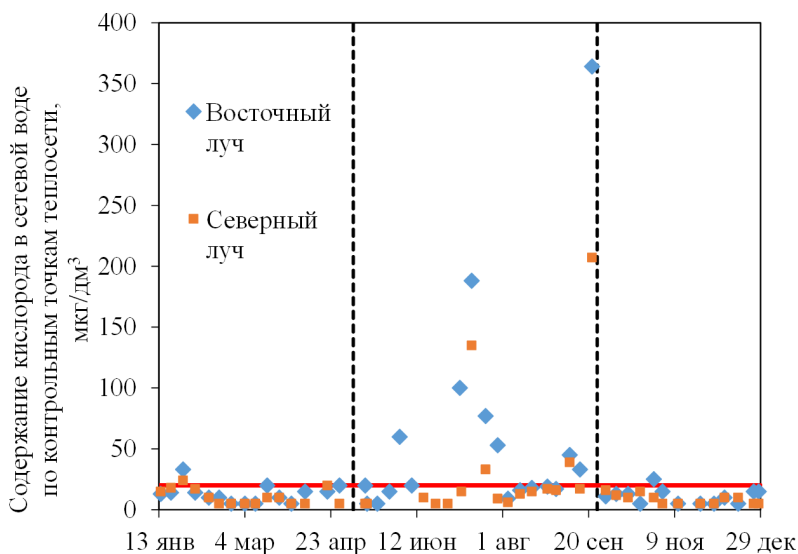 Содержание кислорода в сетевой воде
по контрольным точкам теплосети,
мкг/дм³
400
350
300
250
200
150
100
50
0
Восточный
луч
Северный
луч
13 янв 4 мар 23 апр 12 июн 1 авг 20 сен 9 ноя 29 дек